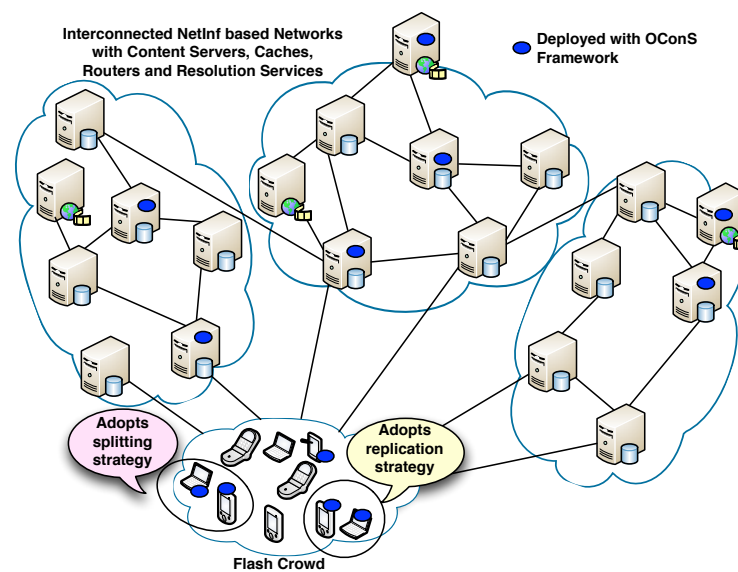 Interconnected NetInf based Networks
with Content Servers, Caches,
Routers and Resolution Services
Deployed with OConS
Framework
Adopts
splitting
strategy
Adopts
replication
strategy
Flash Crowd